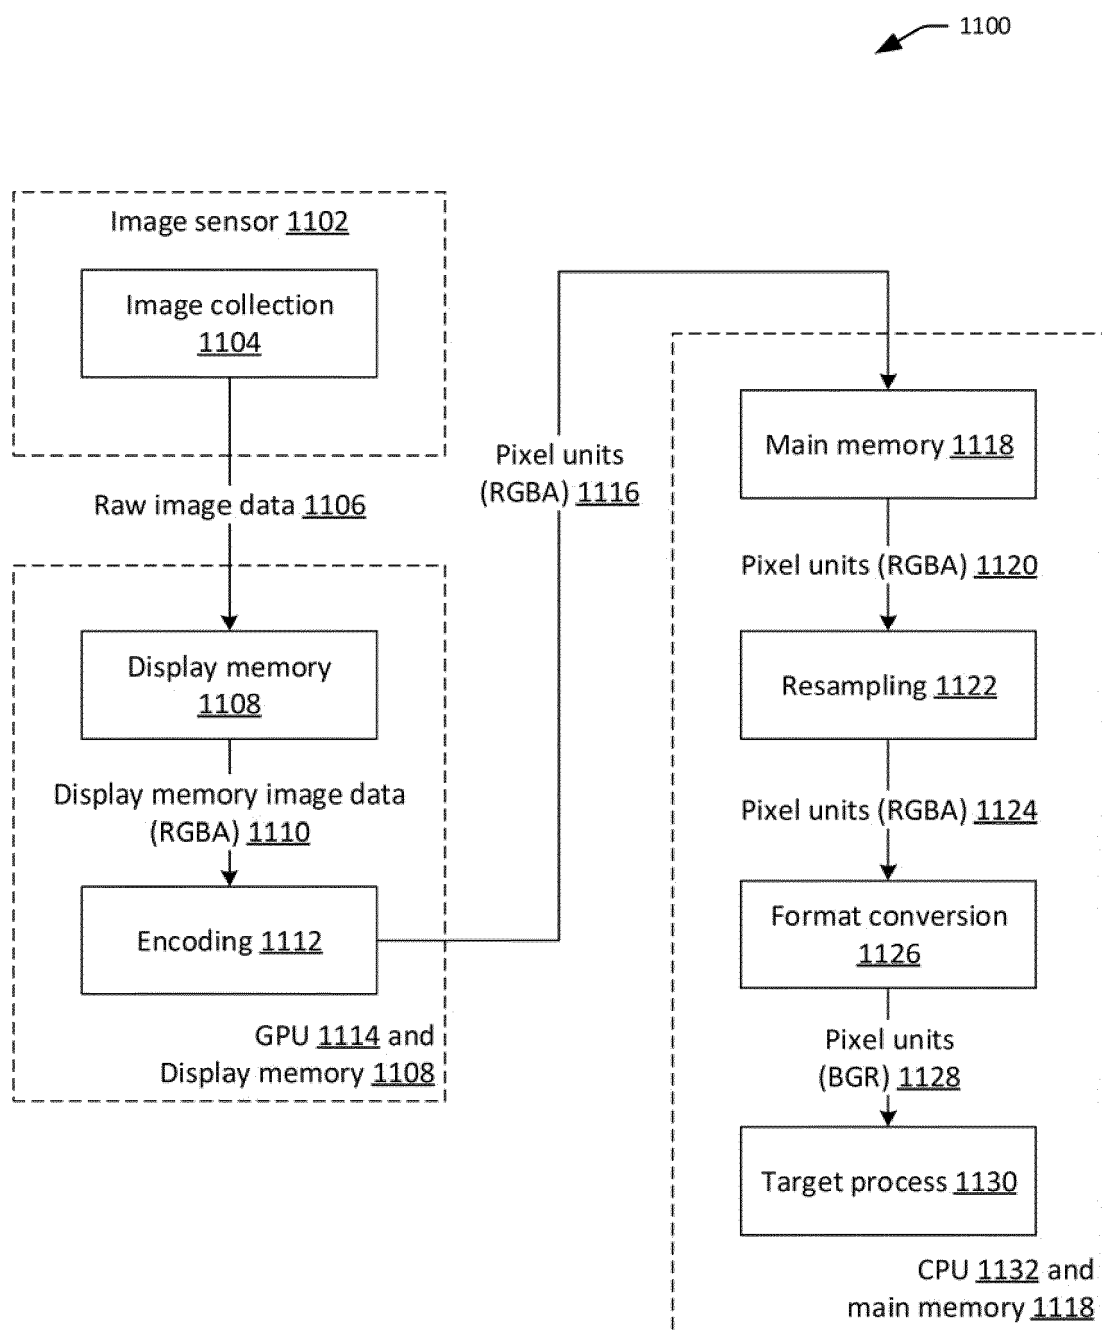 1100
Image sensor 1102
Image collection
1104
Raw image data 1106
Display memory
1108
Display memory image data
(RGBA) 1110
Encoding 1112
GPU 1114 and
Display memory 1108
Pixel units
(RGBA) 1116
Main memory 1118
Pixel units (RGBA) 1120
Resampling 1122
Pixel units (RGBA) 1124
Format conversion
1126
Pixel units
(BGR) 1128
Target process 1130
CPU 1132 and
main memory 1118